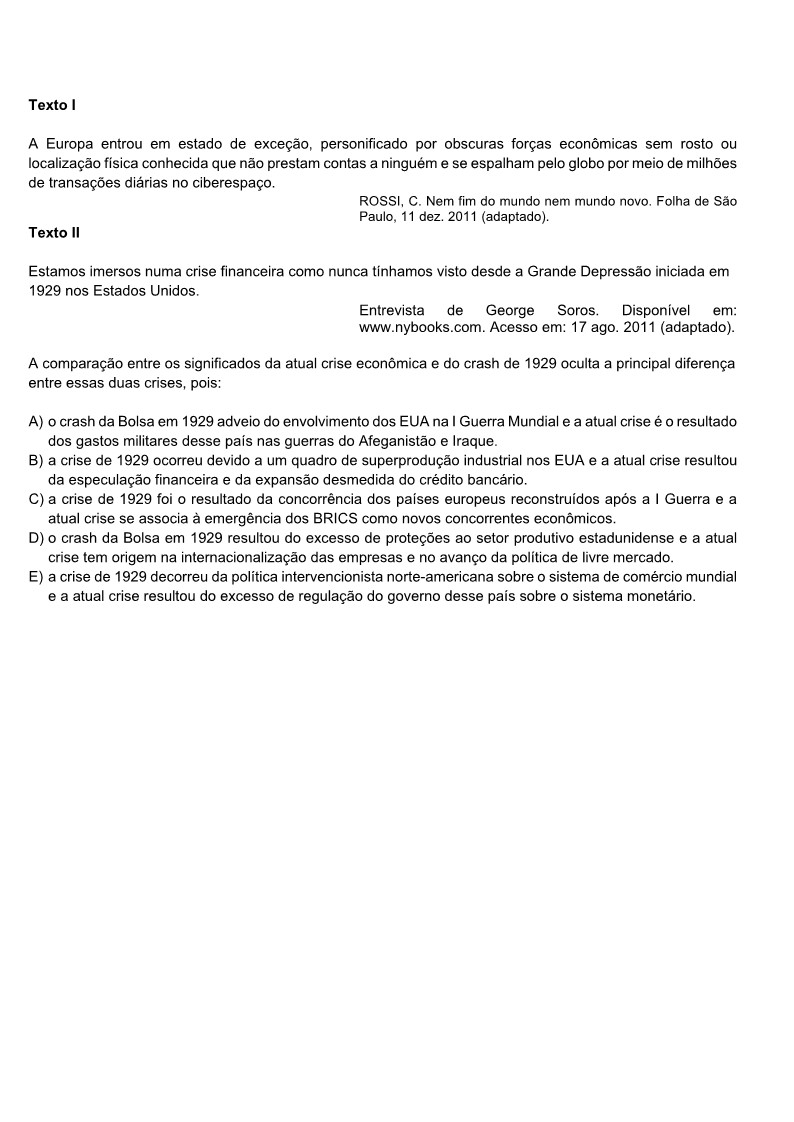 Texto I
A Europa entrou em estado de exceção, personificado por obscuras forças econômicas sem rosto ou
localização física conhecida que não prestam contas a ninguém e se espalham pelo globo por meio de milhões
de transações diárias no ciberespaço.
ROSSI, C. Nem fim do mundo nem mundo novo. Folha de São
Paulo, 11 dez. 2011 (adaptado).
Texto II
Estamos imersos numa crise financeira como nunca tínhamos visto desde a Grande Depressão iniciada em
1929 nos Estados Unidos.
Entrevista de George Soros. Disponível em:
www.nybooks.com. Acesso em: 17 ago. 2011 (adaptado).
A comparação entre os significados da atual crise econômica e do crash de 1929 oculta a principal diferença
entre essas duas crises, pois:
A) o crash da Bolsa em 1929 adveio do envolvimento dos EUA na I Guerra Mundial e a atual crise é o resultado
dos gastos militares desse país nas guerras do Afeganistão e Iraque.
B) a crise de 1929 ocorreu devido a um quadro de superprodução industrial nos EUA e a atual crise resultou
da especulação financeira e da expansão desmedida do crédito bancário.
C) a crise de 1929 foi o resultado da concorrência dos países europeus reconstruídos após a I Guerra e a
atual crise se associa à emergência dos BRICS como novos concorrentes econômicos.
D) o crash da Bolsa em 1929 resultou do excesso de proteções ao setor produtivo estadunidense e a atual
crise tem origem na internacionalização das empresas e no avanço da política de livre mercado.
E) a crise de 1929 decorreu da política intervencionista norte-americana sobre o sistema de comércio mundial
e a atual crise resultou do excesso de regulação do governo desse país sobre o sistema monetário.